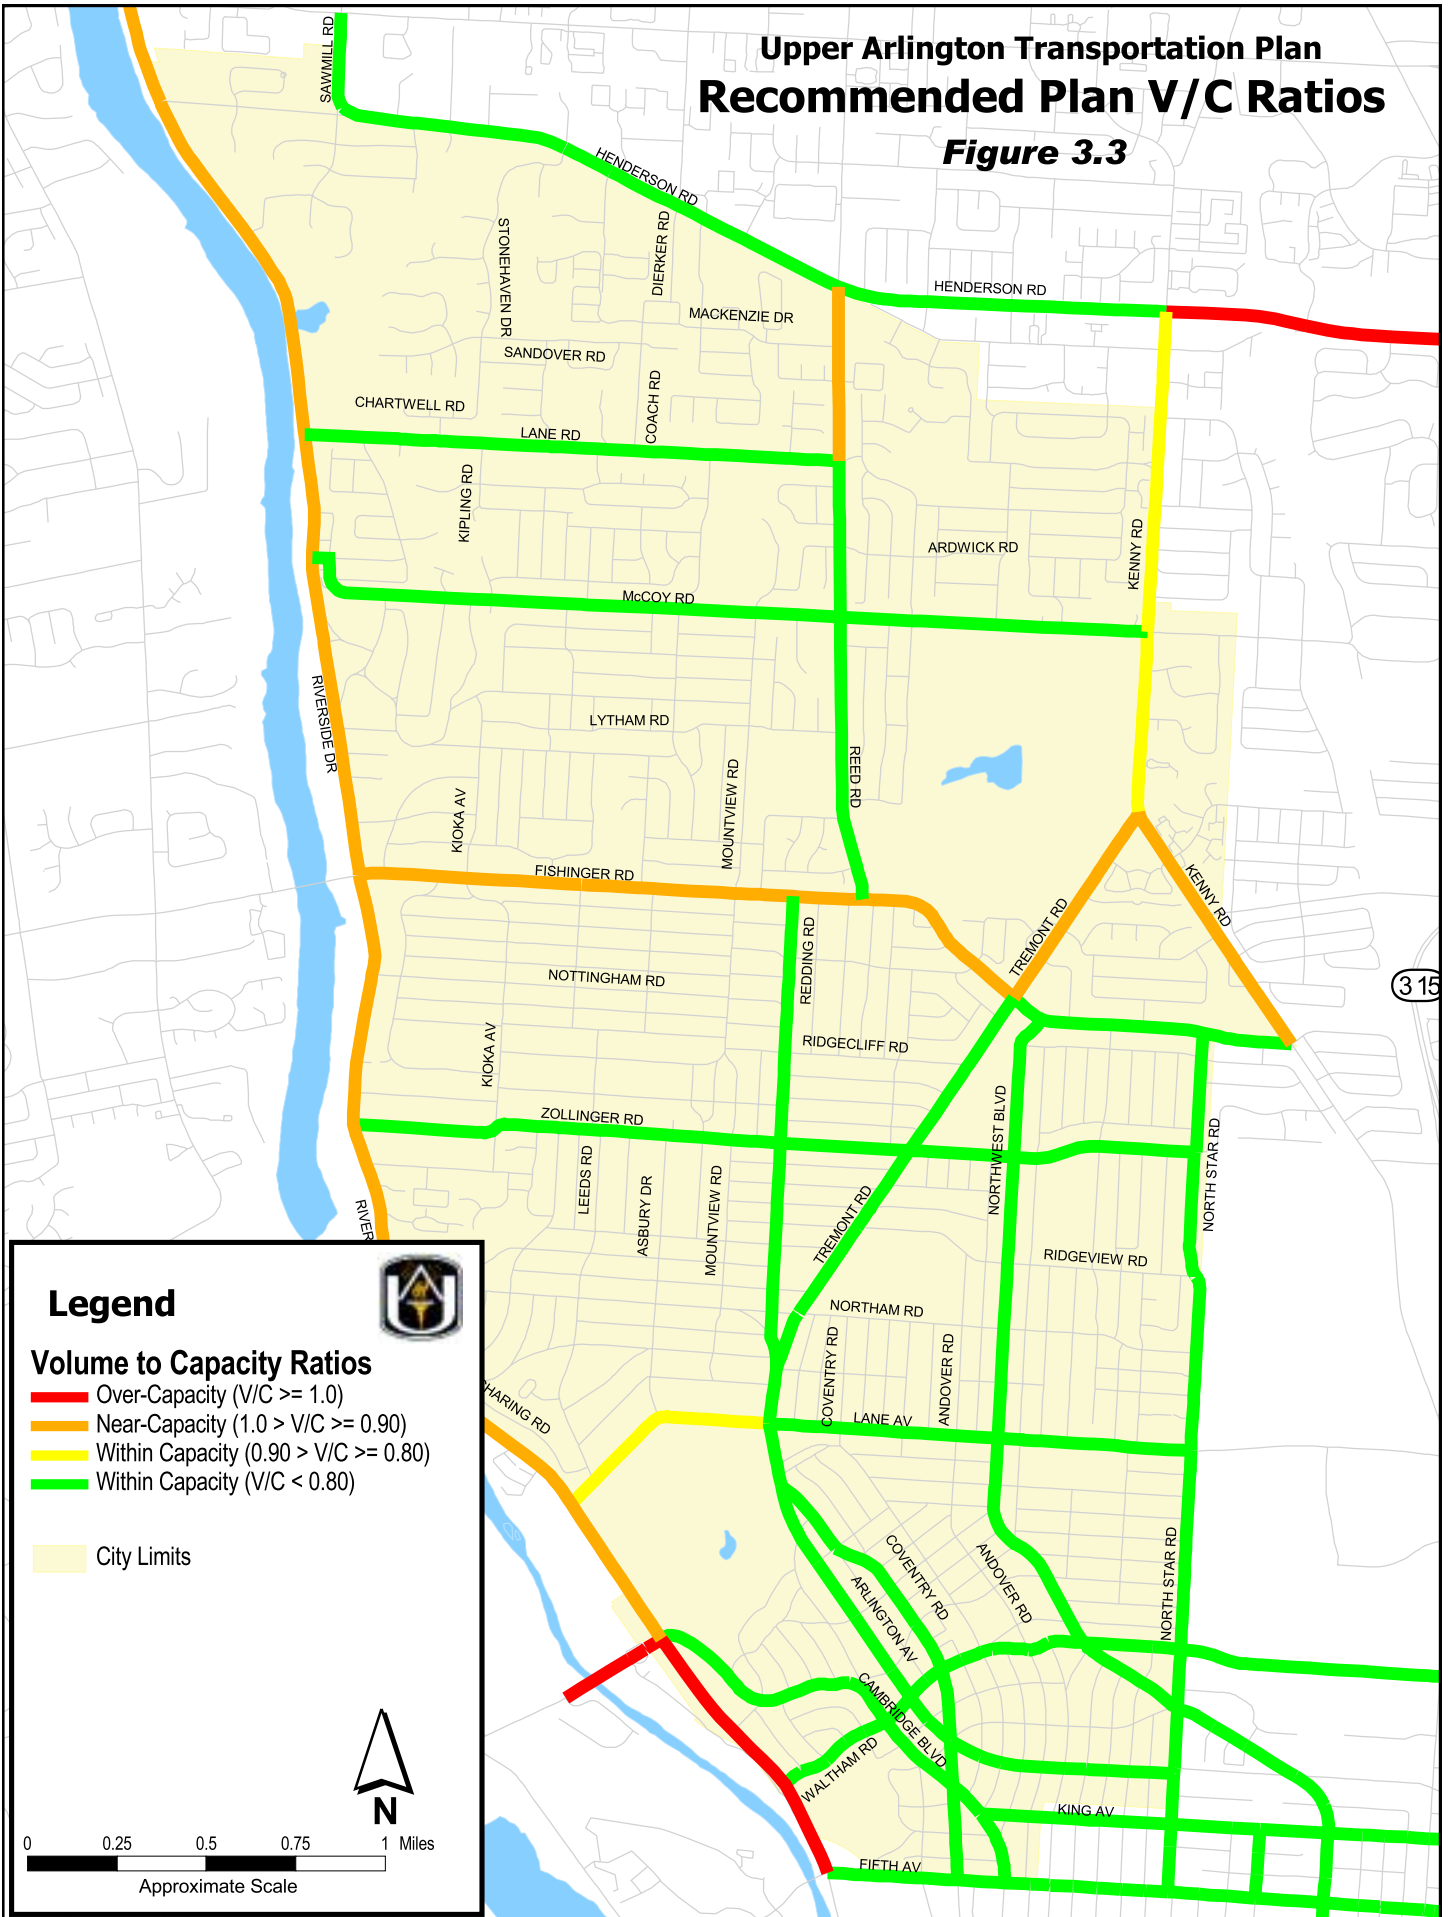 Upper Arlington Transportation Plan
Recommended Plan V/C Ratios
Figure 3.3
SAWMILL RD
HENDERSON RD
STONEHAVEN DR
DIERKER RD
HENDERSON RD
MACKENZIE DR
SANDOVER RD
CHARTWELL RD
COACH RD
LANE RD
KIPLING RD
ARDWICK RD
KENNY RD
McCOY RD
RIVERSIDE DR
LYTHAM RD
REED RD
MOUNTVIEW RD
KIOKA AV
FISHINGER RD
KENNY RD
TREMONT RD
REDDING RD
NOTTINGHAM RD
315
KIOKA AV
RIDGECLIFF RD
ZOLLINGER RD
NORTHWEST BLVD
NORTH STAR RD
LEEDS RD
ASBURY DR
MOUNTVIEW RD
TREMONT RD
RIVER
RIDGEVIEW RD
NORTHAM RD
COVENTRY RD
ANDOVER RD
HARING RD
LANE AV
COVENTRY RD
ANDOVER RD
ARLINGTON AV
NORTH STAR RD
CAMBRIDGE BLVD
WALTHAM RD
KING AV
FIFTH AV
Legend
UA
Volume to Capacity Ratios
Over-Capacity (V/C >= 1.0)
Near-Capacity (1.0 > V/C >= 0.90)
Within Capacity (0.90 > V/C >= 0.80)
Within Capacity (V/C < 0.80)
City Limits
N
0 0.25 0.5 0.75 1 Miles
Approximate Scale